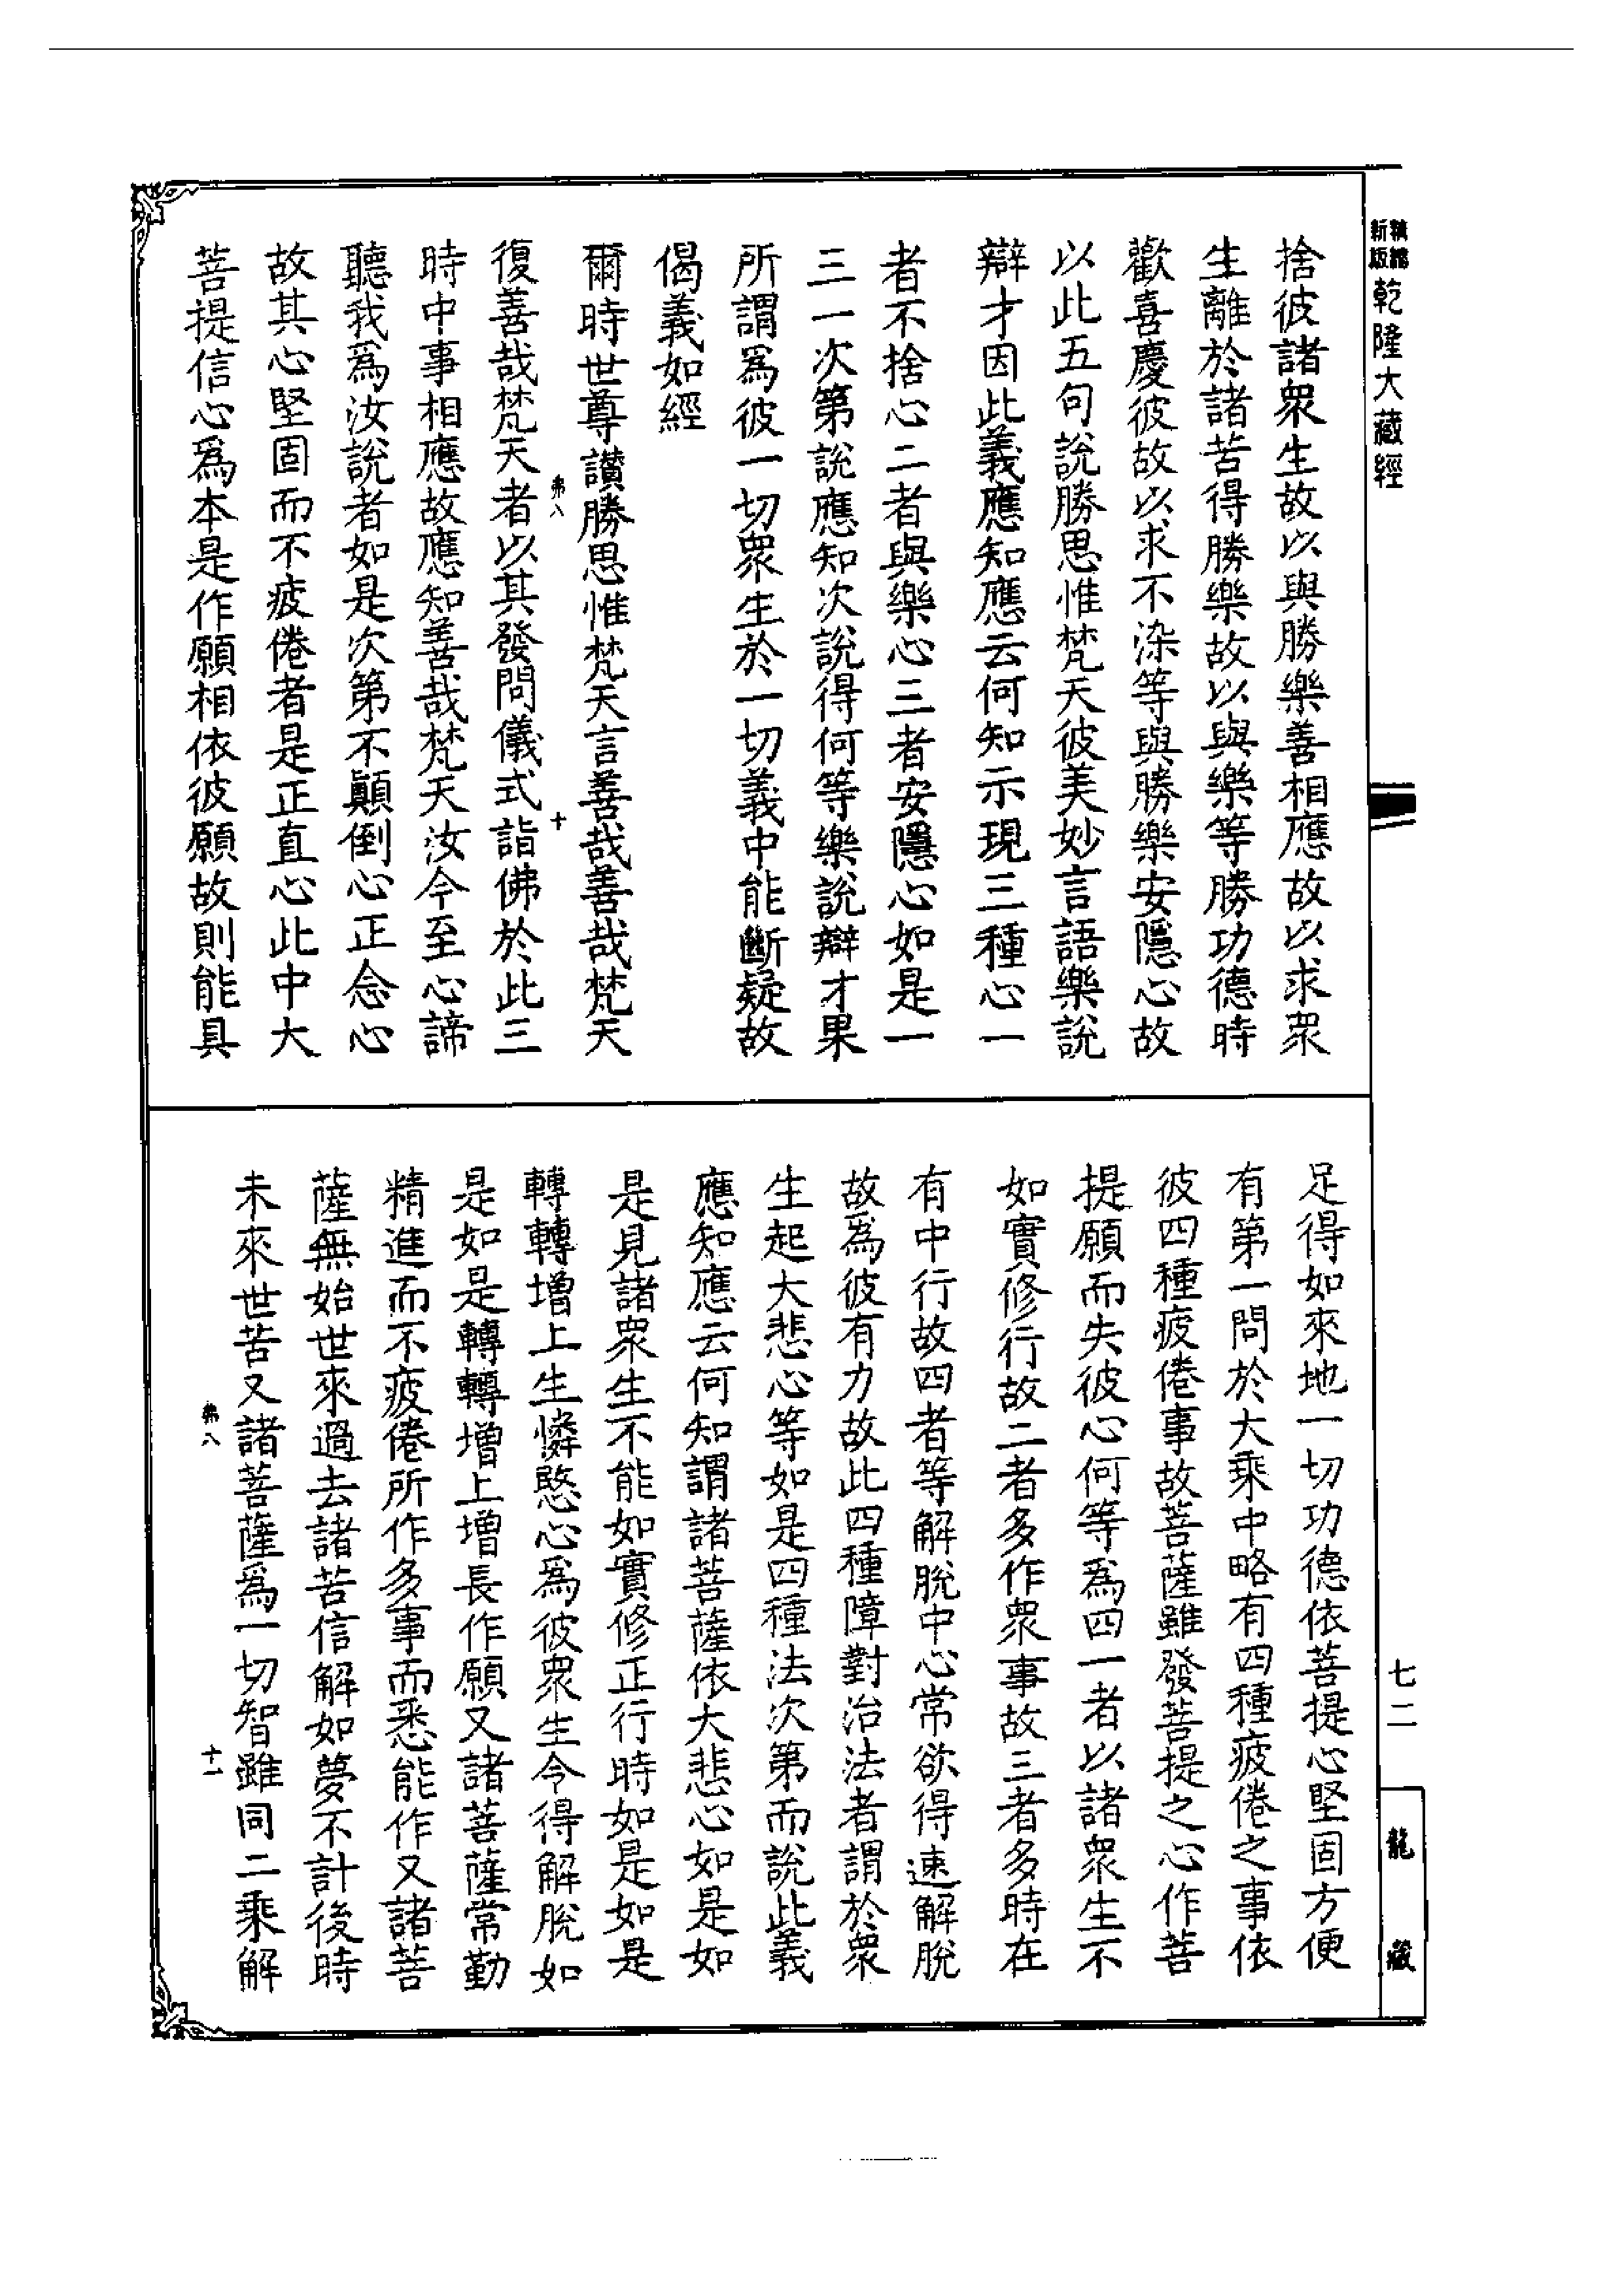 新版精縮乾隆大藏經
捨彼諸衆生故以與勝樂善相應故以求衆
生離於諸苦得勝樂故以與樂等勝功德時
歡喜慶彼故以求不染等與勝樂安隱心故
以此五句說勝思惟梵天彼美妙言語樂說
辯才因此義應知應云何知示現三種心一
者不捨心二者與樂心三者安隱心如是一
三一次第說應知次說得何等樂說辯才果
所謂爲彼一切衆生於一切義中能斷疑故
偈義如經
爾時世尊讚勝思惟梵天言善哉善哉梵天
復善哉梵天者以其發問儀式詣佛於此三
時中事相應故應知善哉梵天汝今至心諦
聽我爲汝說者如是次第不顚倒心正念心
故其心堅固而不疲倦者是正直心此中大
菩提信心爲本是作願相依彼願故則能具
弗八
十
足得如來地一切功德依菩提心堅固方便
有第一問於大乘中略有四種疲倦之事依
彼四種疲倦事故菩薩雖發菩提之心作菩
提願而失彼心何等爲四一者以諸衆生不
如實修行故二者多作衆事故三者多時在
有中行故四者等解脫中心常欲得速解脫
故爲彼有力故此四種障對治法者謂於衆
生起大悲心等如是四種法次第而說此義
應知應云何知謂諸菩薩依大悲心如是如
是見諸衆生不能如實修正行時如是如是
轉轉增上生憐愍心爲彼衆生令得解脫如
是如是轉轉增上增長作願又諸菩薩常勤
精進而不疲倦所作多事而悉能作又諸菩
薩無始世來過去諸苦信解如夢不計後時
未來世苦又諸菩薩爲一切智雖同二乘解
弗八
十一
七二
龍藏